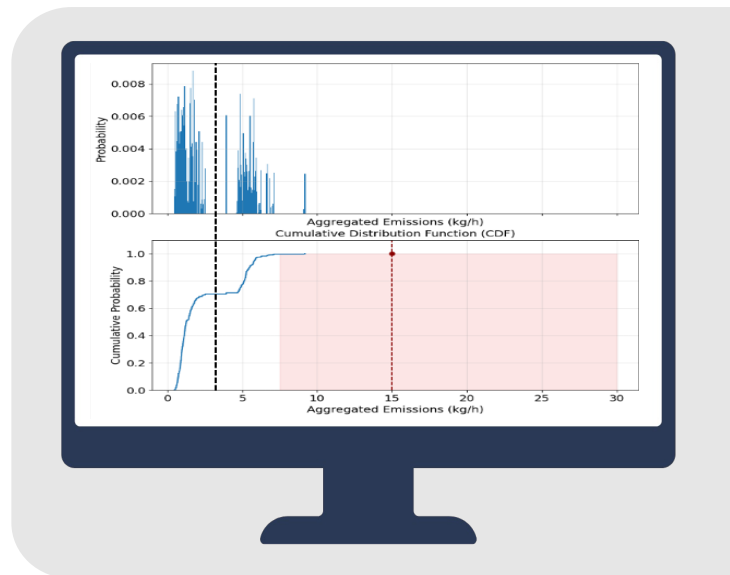 0.008
0.006
0.004
0.002
0.000
Probability
Aggregated Emissions (kg/h)
Cumulative Distribution Function (CDF)
1.0
0.8
0.6
0.4
0.2
0.0
Cumulative Probability
0 5 10 15 20 25 30
Aggregated Emissions (kg/h)